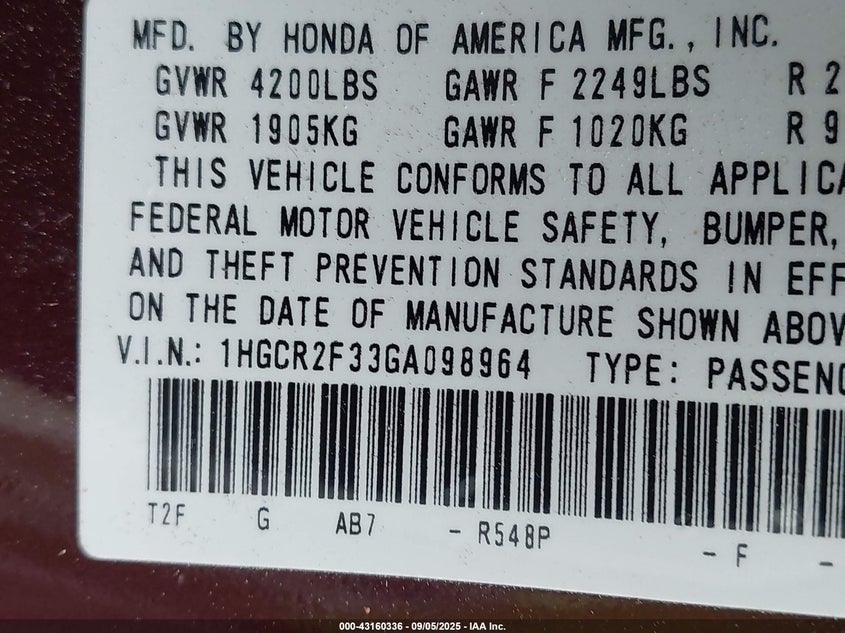 MFD. BY HONDA OF AMERICA MFG., INC.
GVWR 4200LBS GAWR F 2249LBS R 2
GVWR 1905KG GAWR F 1020KG R 9
THIS VEHICLE CONFORMS TO ALL APPLICA
FEDERAL MOTOR VEHICLE SAFETY, BUMPER,
AND THEFT PREVENTION STANDARDS IN EFF
ON THE DATE OF MANUFACTURE SHOWN ABOV
V.I.N.: 1HGCR2F33GA098964 TYPE: PASSENG
T2F G AB7 - R548P - F -
000-43160336 - 09/05/2025 - IAA Inc.